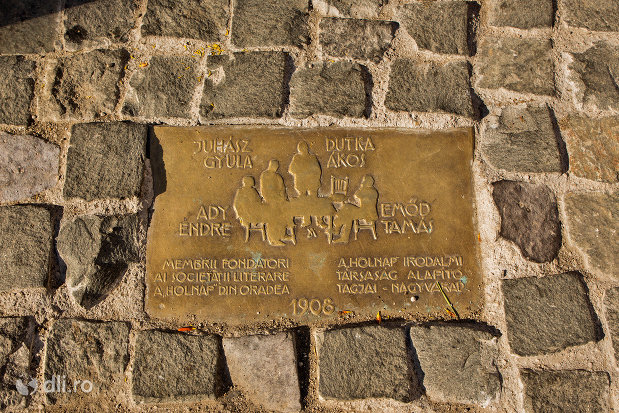 JUHÁSZ GYULA
DUTKA ÁKOS
ADY ENDRE
EMŐD TAMÁS
MEMBRII FONDATORI
AI SOCIETĂȚII LITERARE
"A HOLNAP" DIN ORADEA
A "HOLNAP" IRODALMI
TÁRSASÁG ALAPÍTÓ
TAGJAI - NAGYVÁRAD
1908
dli.ro